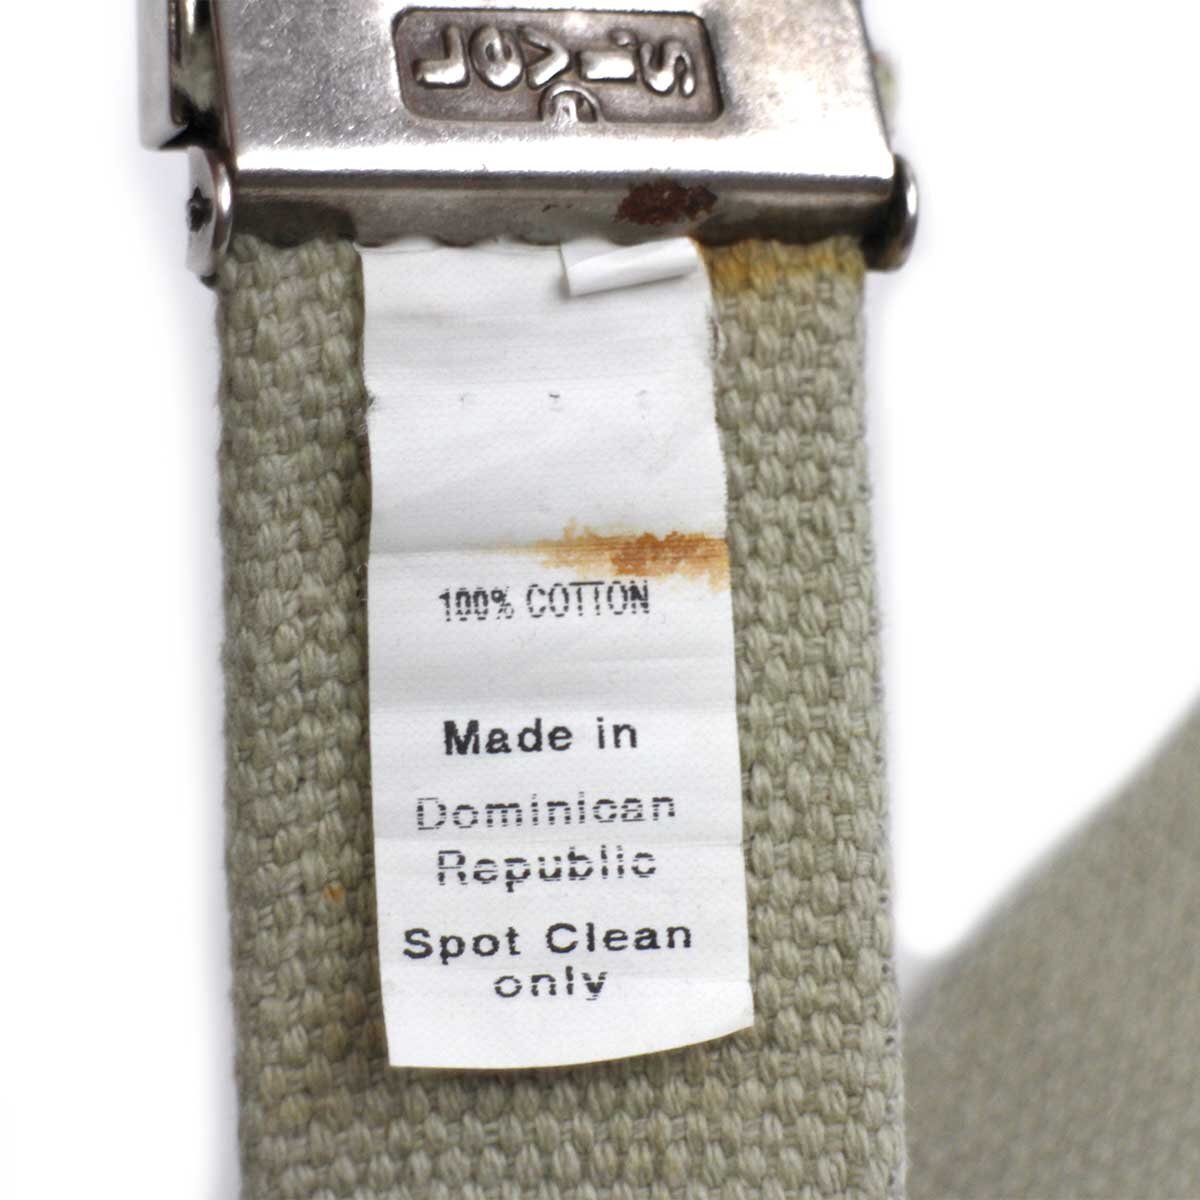 LEVI'S
100% COTTON
Made in
Dominican
Republic
Spot Clean
only